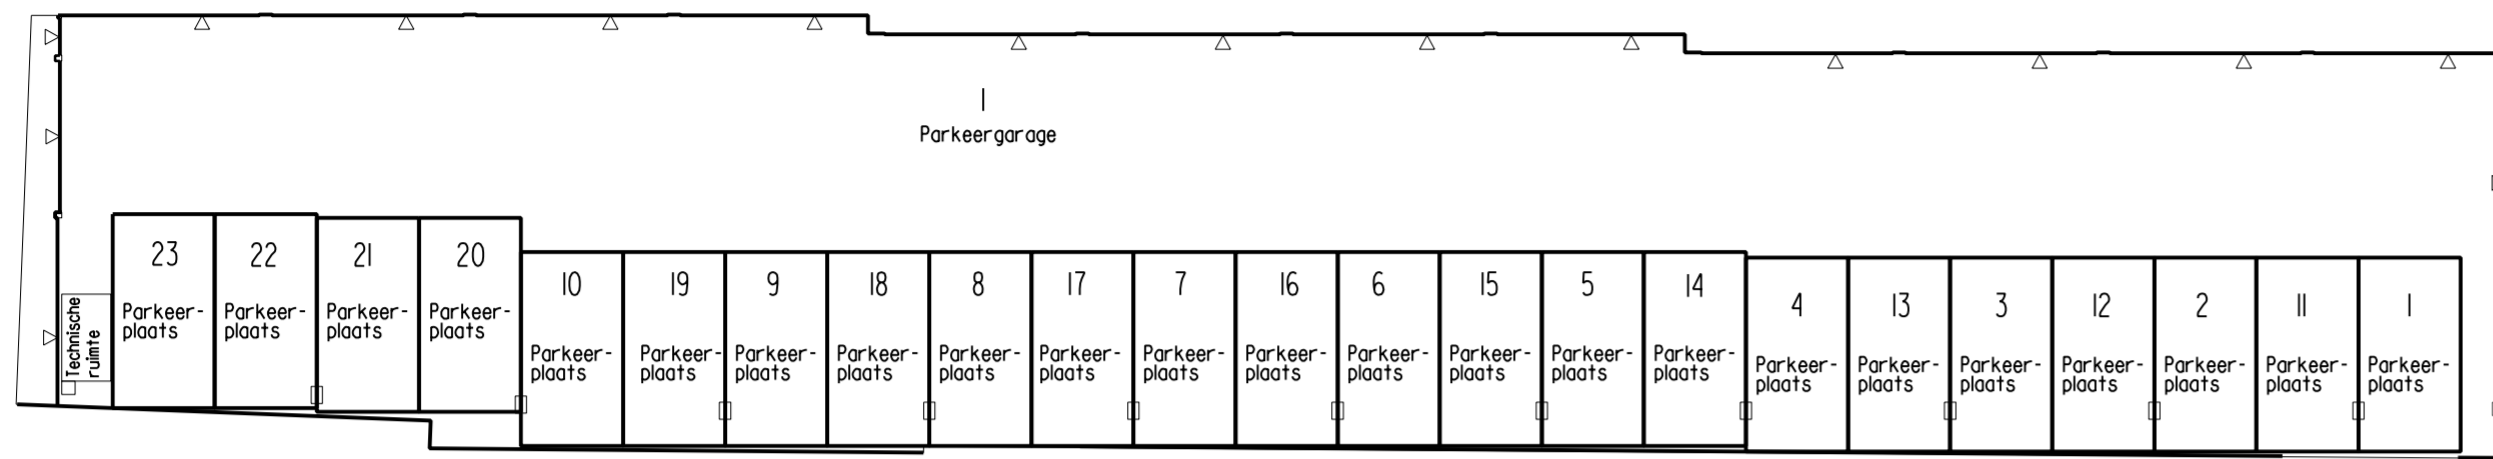 1
Parkeergarage
23
Parkeer-
plaats
22
Parkeer-
plaats
21
Parkeer-
plaats
20
Parkeer-
plaats
10
Parkeer-
plaats
19
Parkeer-
plaats
9
Parkeer-
plaats
18
Parkeer-
plaats
8
Parkeer-
plaats
17
Parkeer-
plaats
7
Parkeer-
plaats
16
Parkeer-
plaats
6
Parkeer-
plaats
15
Parkeer-
plaats
5
Parkeer-
plaats
14
Parkeer-
plaats
4
Parkeer-
plaats
13
Parkeer-
plaats
3
Parkeer-
plaats
12
Parkeer-
plaats
2
Parkeer-
plaats
11
Parkeer-
plaats
1
Parkeer-
plaats
Technische
ruimte